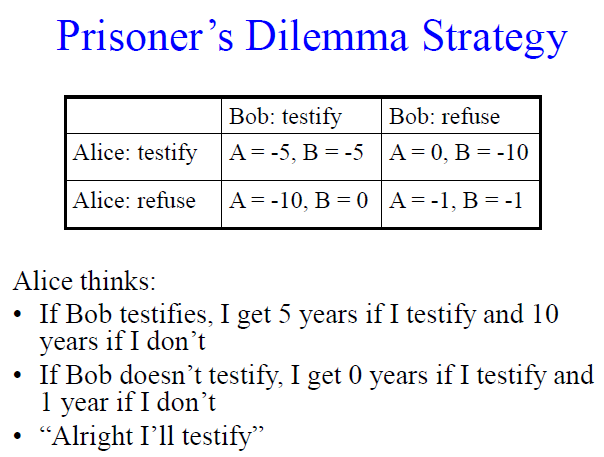 Prisoner’s Dilemma Strategy
Bob: testify Bob: refuse
Alice: testify A = -5, B = -5 A = 0, B = -10
Alice: refuse A = -10, B = 0 A = -1, B = -1
Alice thinks:
• If Bob testifies, I get 5 years if I testify and 10
years if I don’t
• If Bob doesn’t testify, I get 0 years if I testify and
1 year if I don’t
• “Alright I’ll testify”